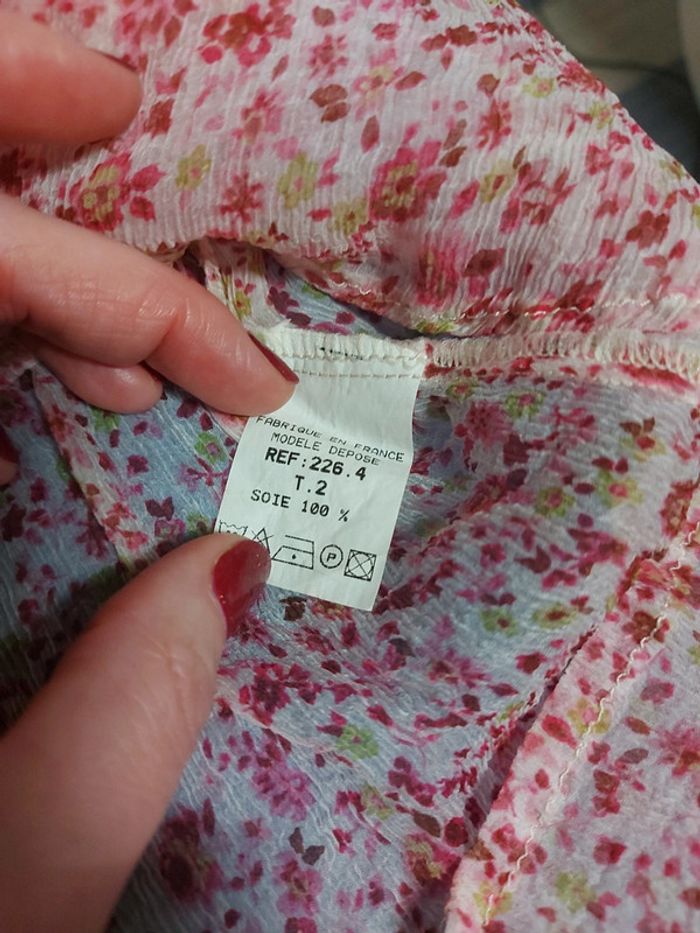 FABRIQUE EN FRANCE
MODELE DEPOSE
REF:226.4
T.2
SOIE 100 %
P